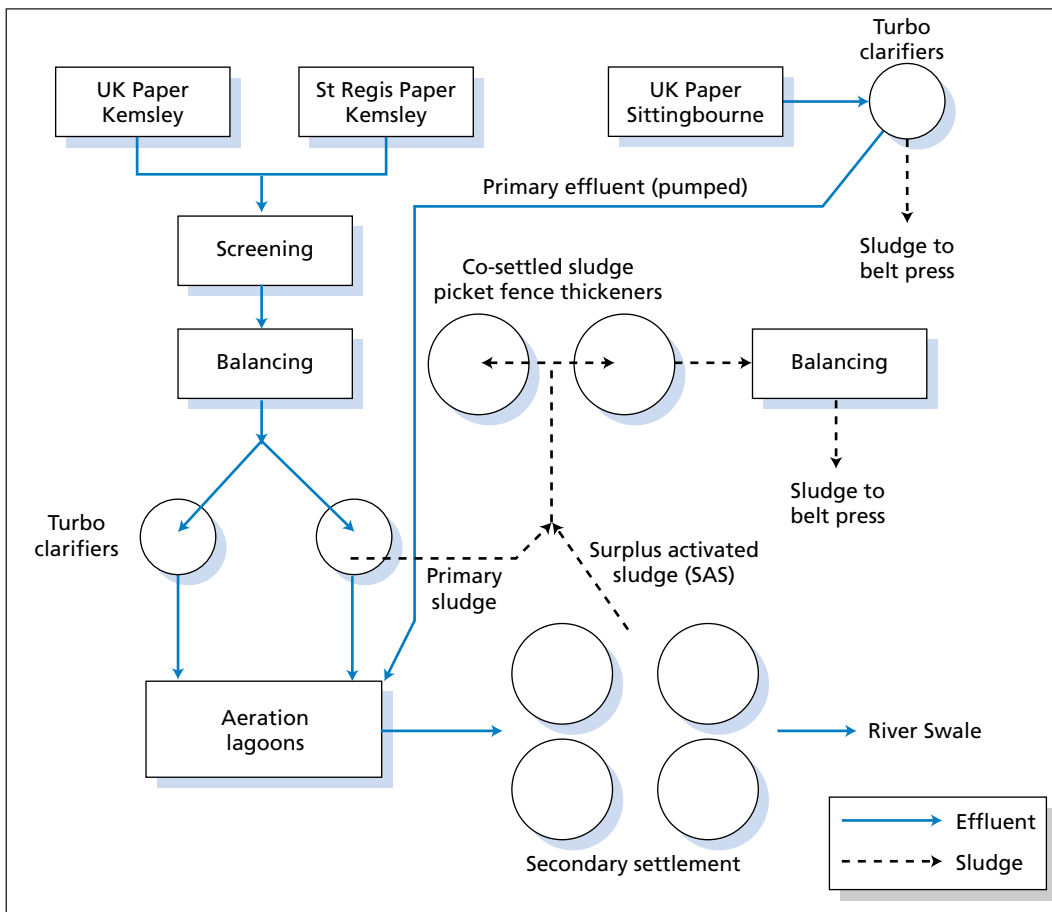 Turbo
clarifiers
UK Paper
Kemsley
St Regis Paper
Kemsley
UK Paper
Sittingbourne
Primary effluent (pumped)
Screening
Sludge to
belt press
Co-settled sludge
picket fence thickeners
Balancing
Balancing
Sludge to
belt press
Turbo
clarifiers
Surplus activated
sludge (SAS)
Primary
sludge
Aeration
lagoons
River Swale
Secondary settlement
Effluent
Sludge